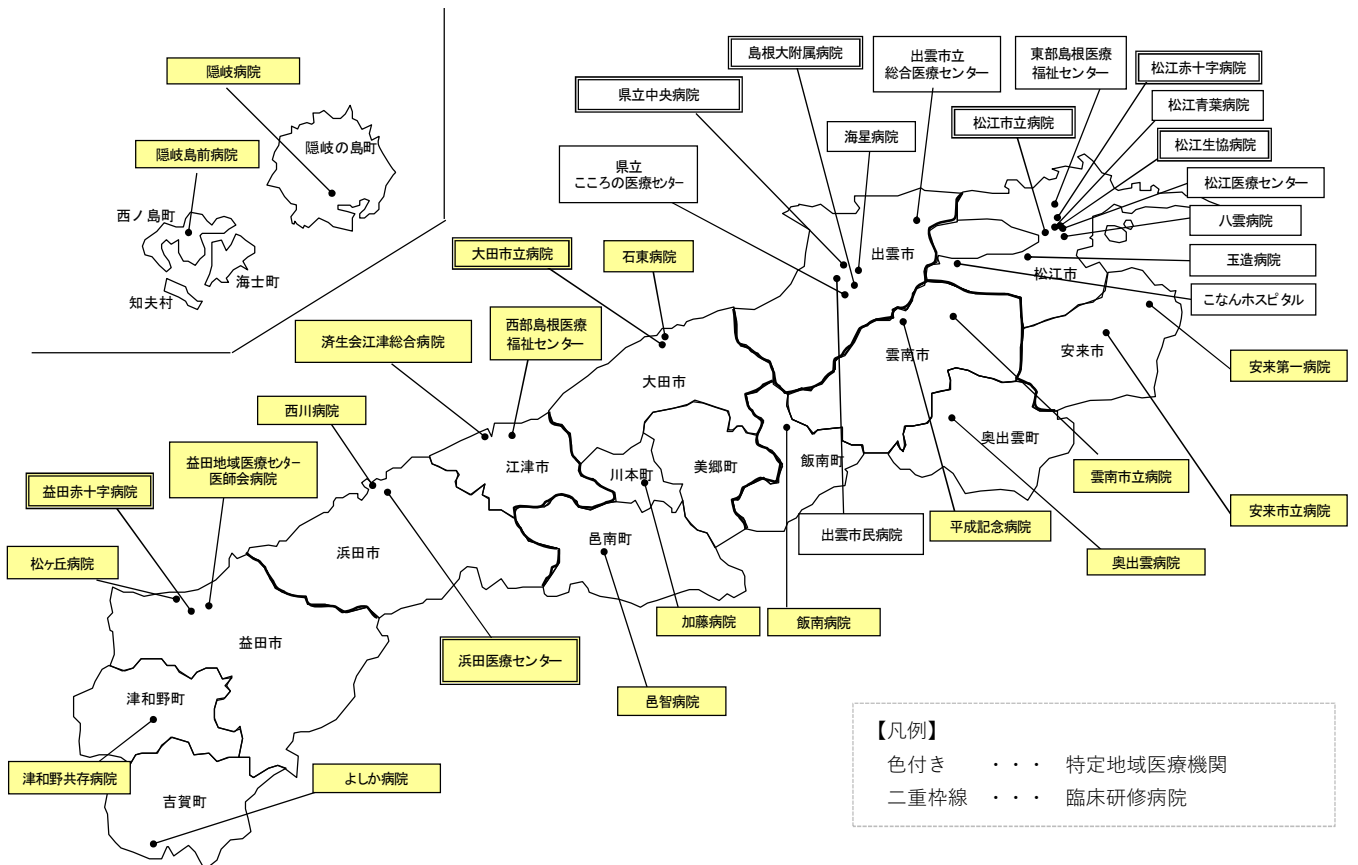 隠岐病院
隠岐の島町
隠岐島前病院
西ノ島町
海士町
知夫村
島根大附属病院
出雲市立
総合医療センター
東部島根医療
福祉センター
松江赤十字病院
県立中央病院
松江市立病院
松江青葉病院
海星病院
松江生協病院
県立
こころの医療センター
松江医療センター
八雲病院
出雲市
玉造病院
松江市
こなんホスピタル
大田市立病院
石東病院
済生会江津総合病院
西部島根医療
福祉センター
大田市
雲南市
安来市
安来第一病院
西川病院
奥出雲町
益田地域医療センター
医師会病院
江津市
川本町
美郷町
飯南町
雲南市立病院
益田赤十字病院
安来市立病院
出雲市民病院
平成記念病院
邑南町
浜田市
奥出雲病院
松ヶ丘病院
加藤病院
飯南病院
益田市
浜田医療センター
邑智病院
津和野町
津和野共存病院
よしか病院
吉賀町
【凡例】
色付き ・・・ 特定地域医療機関
二重枠線 ・・・ 臨床研修病院